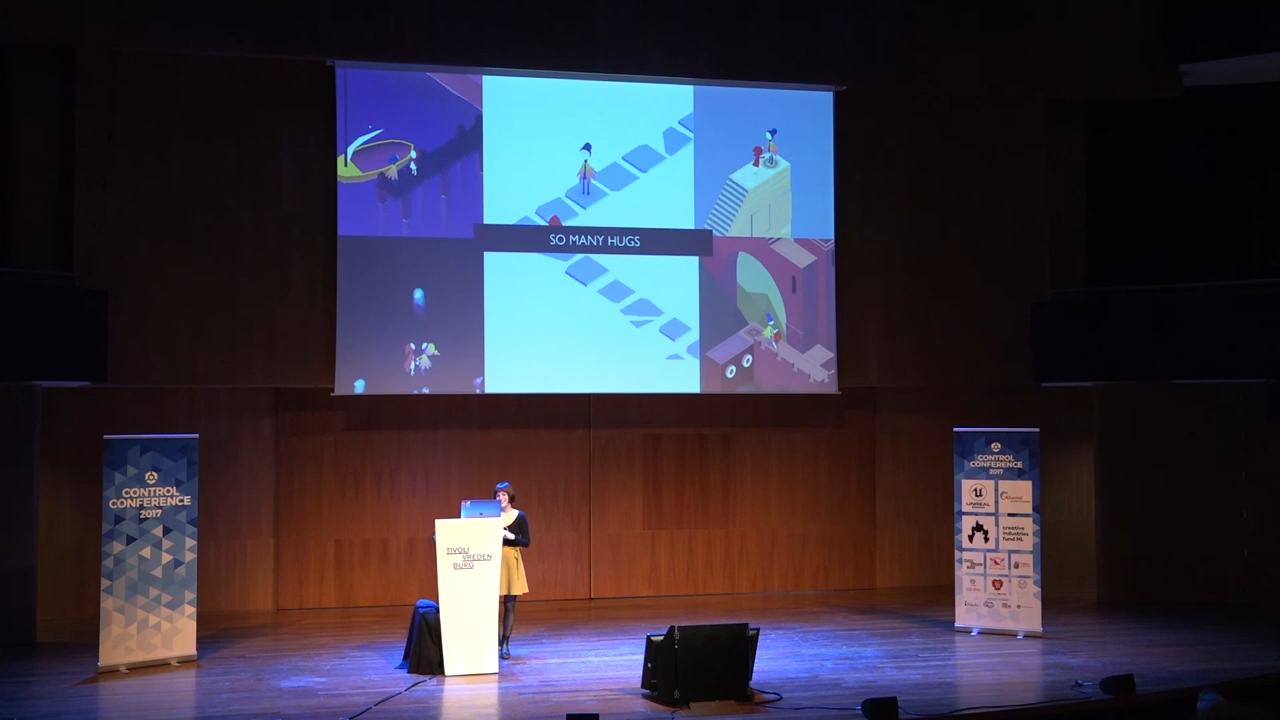 SO MANY HUGS
CONTROL
CONFERENCE
2017
TIVOLI
VREDEN
BURG
CONTROL
CONFERENCE
2017
UNREAL
creative
industries
fund NL